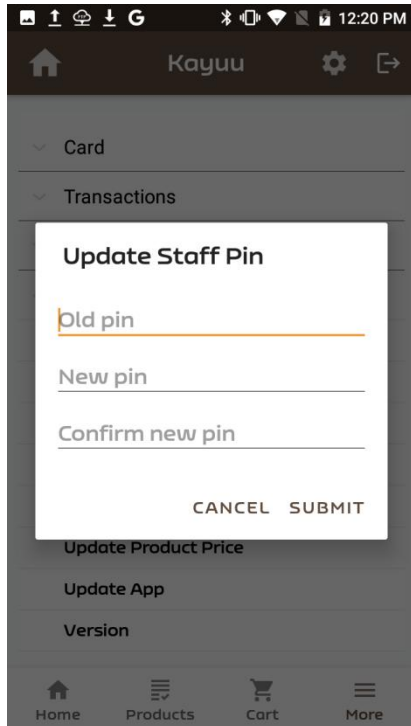 G 12:20 PM
Kayuu
Card
Transactions
Update Staff Pin
Old pin
New pin
Confirm new pin
CANCEL SUBMIT
Update Product Price
Update App
Version
Home Products Cart More